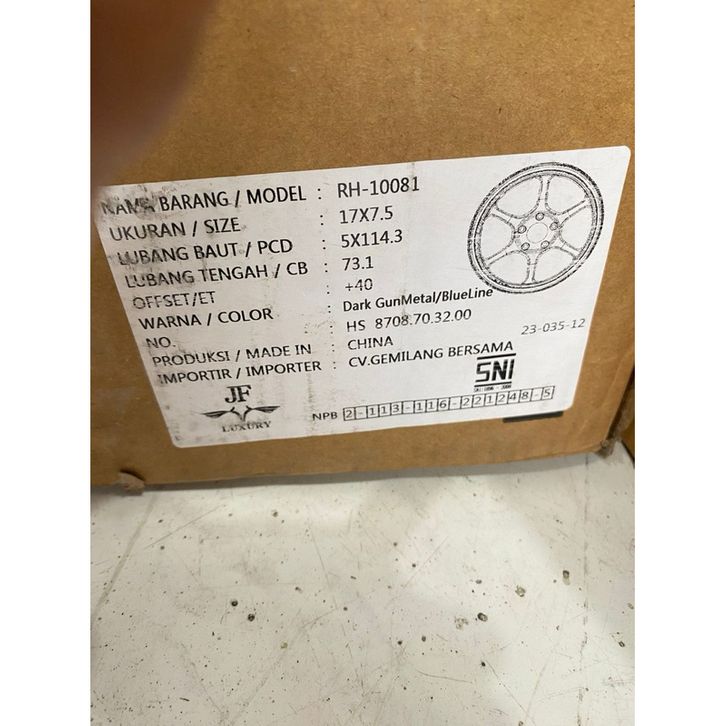 NAMA BARANG / MODEL : RH-10081
UKURAN / SIZE : 17X7.5
LUBANG BAUT / PCD : 5X114.3
LUBANG TENGAH / CB : 73.1
OFFSET/ET : +40
WARNA / COLOR : Dark GunMetal/BlueLine
NO. : HS 8708.70.32.00
23-035-12
PRODUKSI / MADE IN : CHINA
IMPORTIR / IMPORTER : CV.GEMILANG BERSAMA
SNI
JF
LUXURY
NPB 2-113-116-221248-5